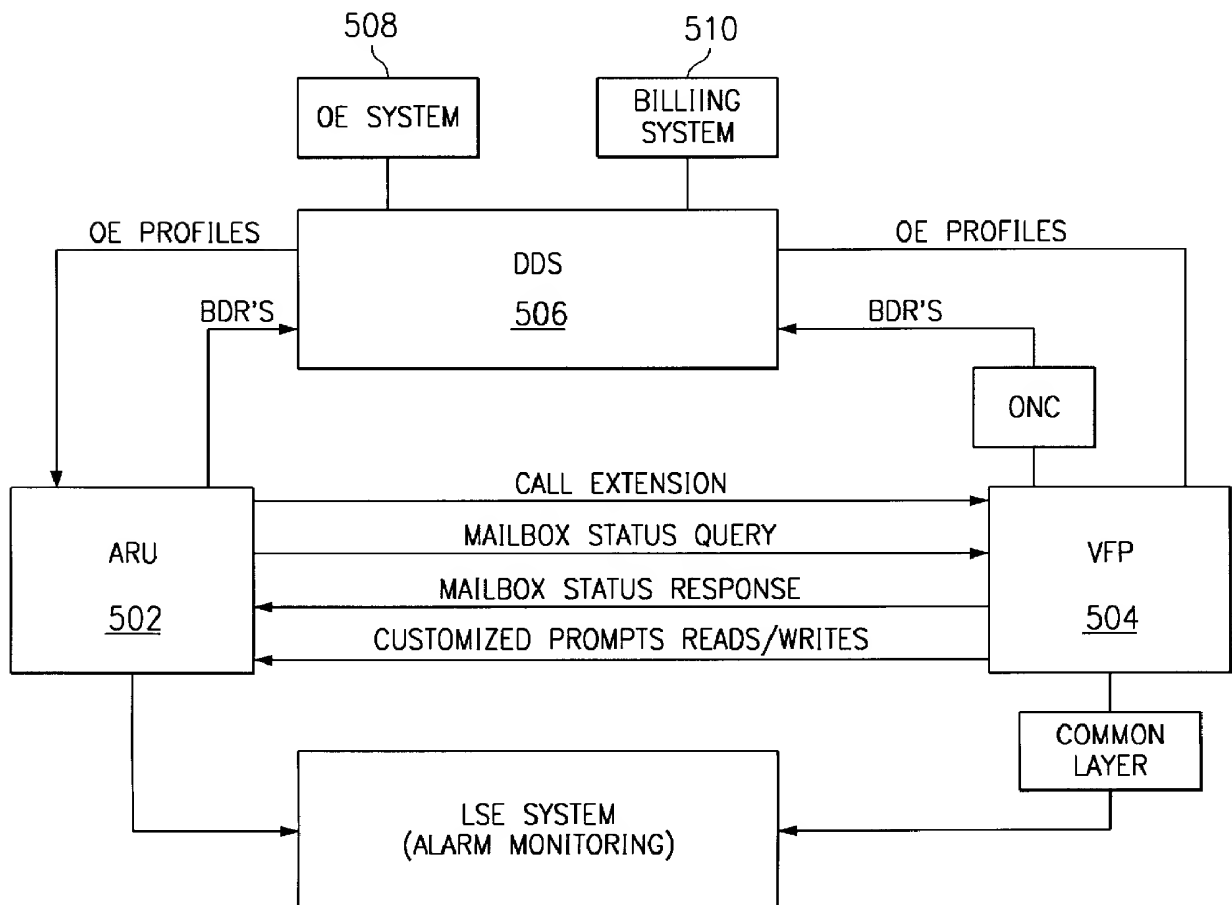 508
510
OE SYSTEM
BILLIING
SYSTEM
OE PROFILES
OE PROFILES
DDS
506
BDR'S
BDR'S
ONC
CALL EXTENSION
MAILBOX STATUS QUERY
MAILBOX STATUS RESPONSE
CUSTOMIZED PROMPTS READS/WRITES
ARU
502
VFP
504
COMMON
LAYER
LSE SYSTEM
(ALARM MONITORING)